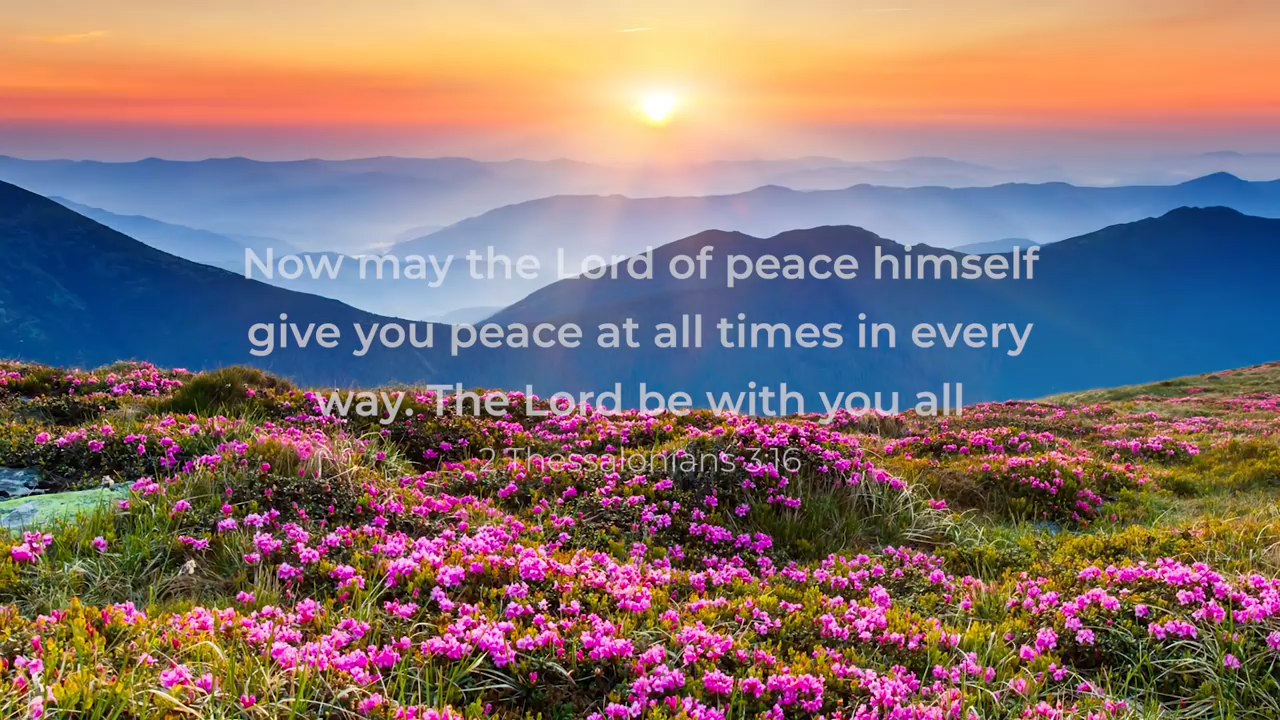 Now may the Lord of peace himself
give you peace at all times in every
way. The Lord be with you all
2 Thessalonians 3:16